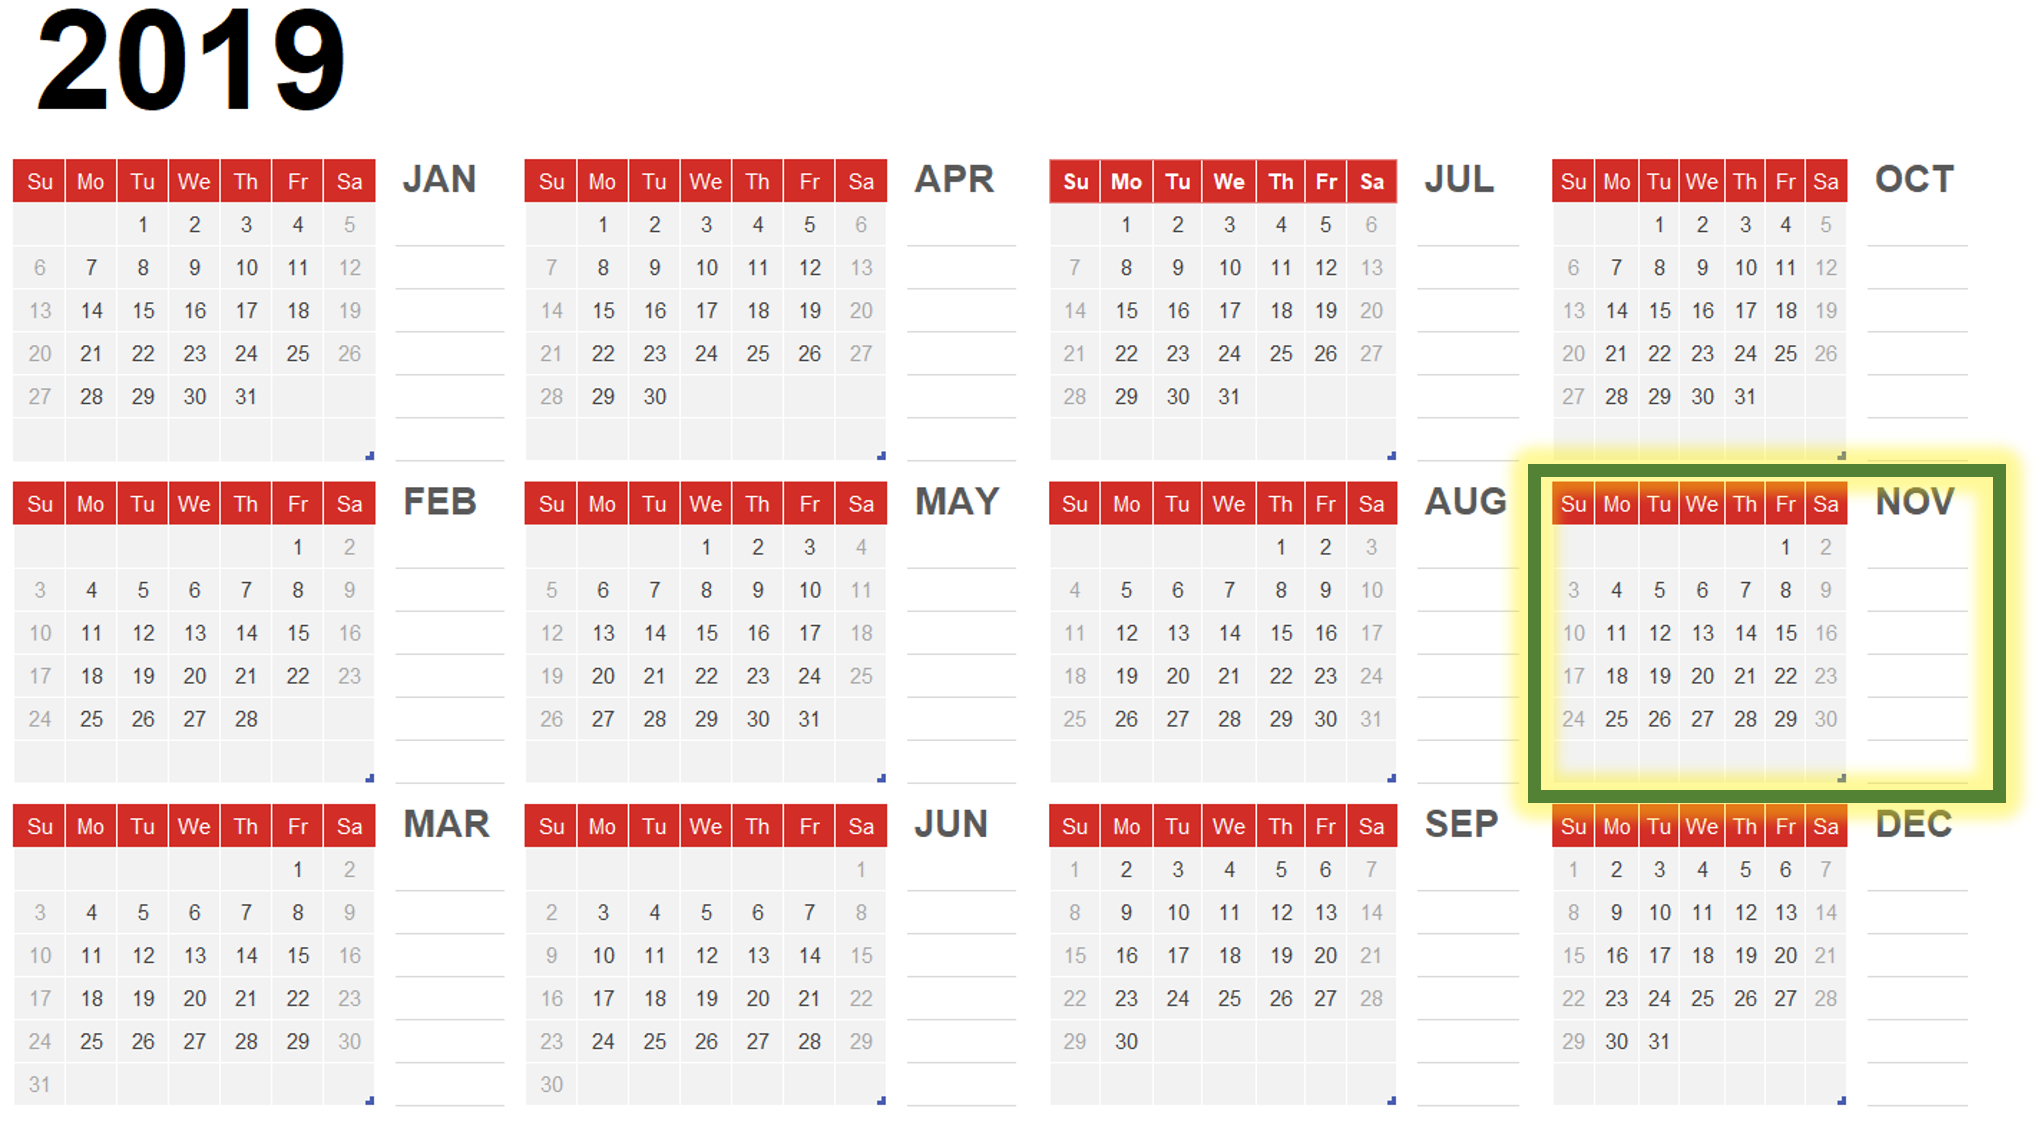 2019
Su Mo Tu We Th Fr Sa JAN
1 2 3 4 5
6 7 8 9 10 11 12
13 14 15 16 17 18 19
20 21 22 23 24 25 26
27 28 29 30 31
Su Mo Tu We Th Fr Sa FEB
1 2
3 4 5 6 7 8 9
10 11 12 13 14 15 16
17 18 19 20 21 22 23
24 25 26 27 28
Su Mo Tu We Th Fr Sa MAR
1 2
3 4 5 6 7 8 9
10 11 12 13 14 15 16
17 18 19 20 21 22 23
24 25 26 27 28 29 30
31
Su Mo Tu We Th Fr Sa APR
1 2 3 4 5 6
7 8 9 10 11 12 13
14 15 16 17 18 19 20
21 22 23 24 25 26 27
28 29 30
Su Mo Tu We Th Fr Sa MAY
1 2 3 4
5 6 7 8 9 10 11
12 13 14 15 16 17 18
19 20 21 22 23 24 25
26 27 28 29 30 31
Su Mo Tu We Th Fr Sa JUN
1
2 3 4 5 6 7 8
9 10 11 12 13 14 15
16 17 18 19 20 21 22
23 24 25 26 27 28 29
30
Su Mo Tu We Th Fr Sa JUL
1 2 3 4 5 6
7 8 9 10 11 12 13
14 15 16 17 18 19 20
21 22 23 24 25 26 27
28 29 30 31
Su Mo Tu We Th Fr Sa AUG
1 2 3
4 5 6 7 8 9 10
11 12 13 14 15 16 17
18 19 20 21 22 23 24
25 26 27 28 29 30 31
Su Mo Tu We Th Fr Sa SEP
1 2 3 4 5 6 7
8 9 10 11 12 13 14
15 16 17 18 19 20 21
22 23 24 25 26 27 28
29 30
Su Mo Tu We Th Fr Sa OCT
1 2 3 4 5
6 7 8 9 10 11 12
13 14 15 16 17 18 19
20 21 22 23 24 25 26
27 28 29 30 31
Su Mo Tu We Th Fr Sa NOV
1 2
3 4 5 6 7 8 9
10 11 12 13 14 15 16
17 18 19 20 21 22 23
24 25 26 27 28 29 30
Su Mo Tu We Th Fr Sa DEC
1 2 3 4 5 6 7
8 9 10 11 12 13 14
15 16 17 18 19 20 21
22 23 24 25 26 27 28
29 30 31